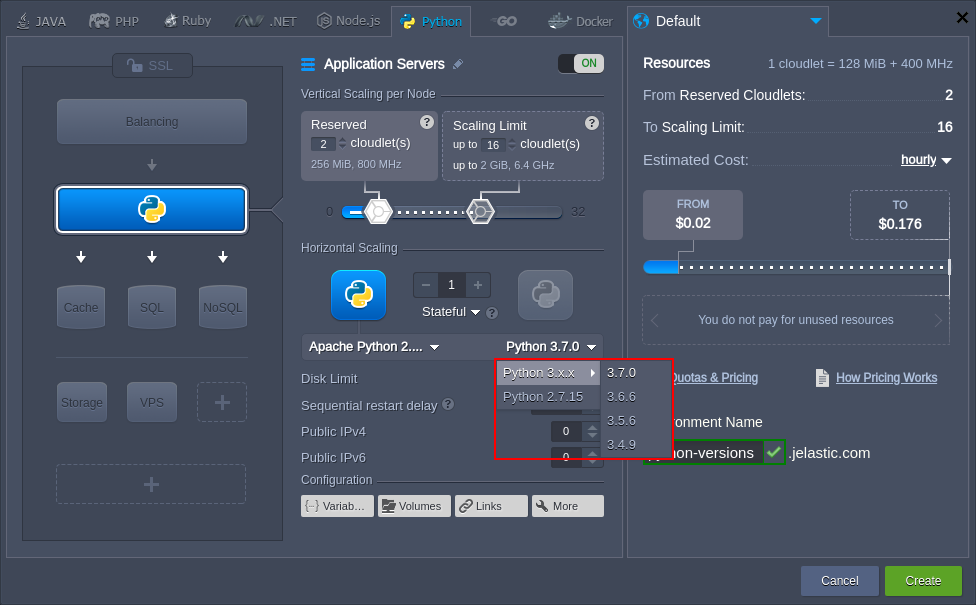 JAVA PHP Ruby .NET Node.js Python GO Docker
Default
SSL
Balancing
Cache SQL NoSQL
Storage VPS
Application Servers
ON
Vertical Scaling per Node
Reserved ?
2 cloudlet(s)
256 MiB, 800 MHz
Scaling Limit ?
up to 16 cloudlet(s)
up to 2 GiB, 6.4 GHz
0 32
Horizontal Scaling
− 1 +
Stateful ?
Apache Python 2.... Python 3.7.0
Python 3.x.x
Python 2.7.15
3.7.0
3.6.6
3.5.6
3.4.9
Disk Limit
Sequential restart delay ?
Public IPv4 0
Public IPv6 0
Configuration
Variab... Volumes Links More
Resources 1 cloudlet = 128 MiB + 400 MHz
From Reserved Cloudlets: 2
To Scaling Limit: 16
Estimated Cost: hourly
FROM
$0.02
TO
$0.176
You do not pay for unused resources
Quotas & Pricing How Pricing Works
ronment Name
hon-versions .jelastic.com
Cancel Create